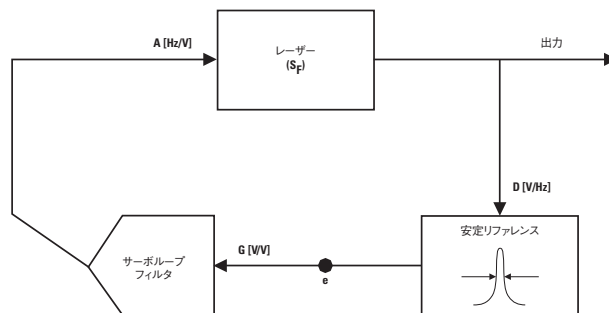 A [Hz/V]
レーザー
(SF)
出力
D [V/Hz]
安定リファレンス
G [V/V]
e
サーボループ
フィルタ